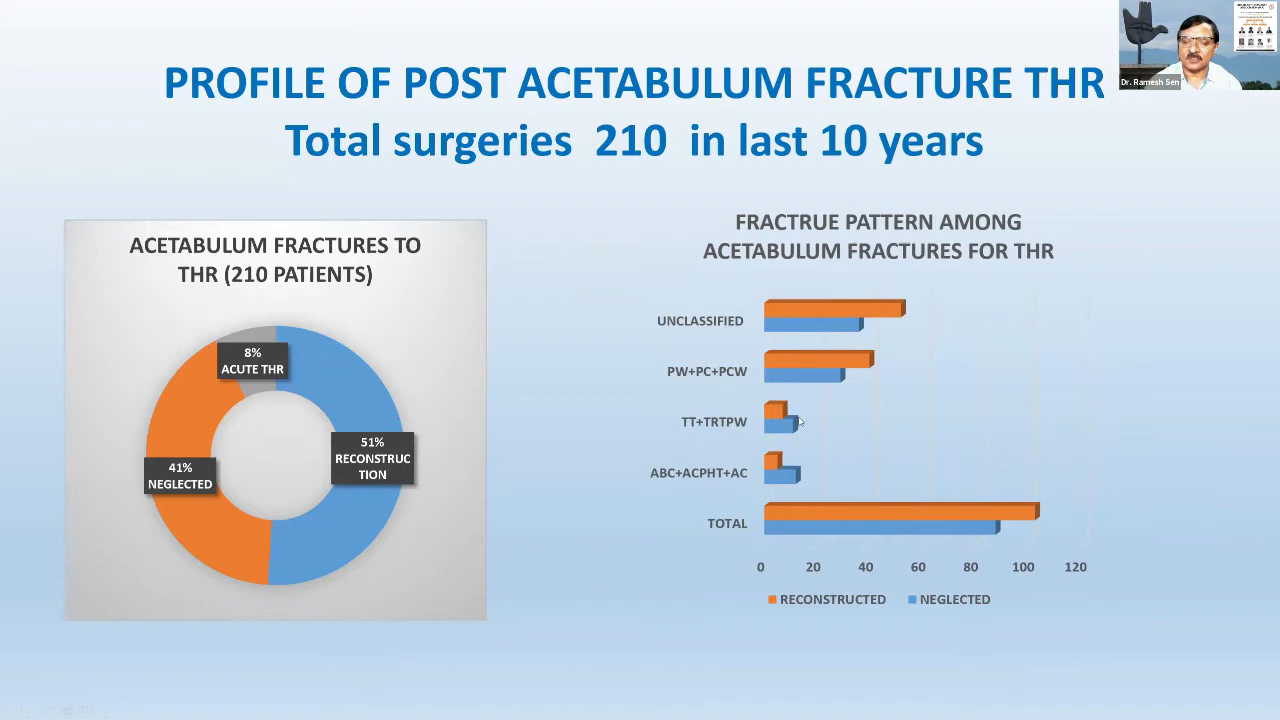 PROFILE OF POST ACETABULUM FRACTURE THR
Total surgeries 210 in last 10 years
Dr. Ramesh Sen
ACETABULUM FRACTURES TO
THR (210 PATIENTS)
8%
ACUTE THR
51%
RECONSTRUC
TION
41%
NEGLECTED
FRACTRUE PATTERN AMONG
ACETABULUM FRACTURES FOR THR
UNCLASSIFIED
PW+PC+PCW
TT+TRTPW
ABC+ACPHT+AC
TOTAL
0 20 40 60 80 100 120
RECONSTRUCTED NEGLECTED